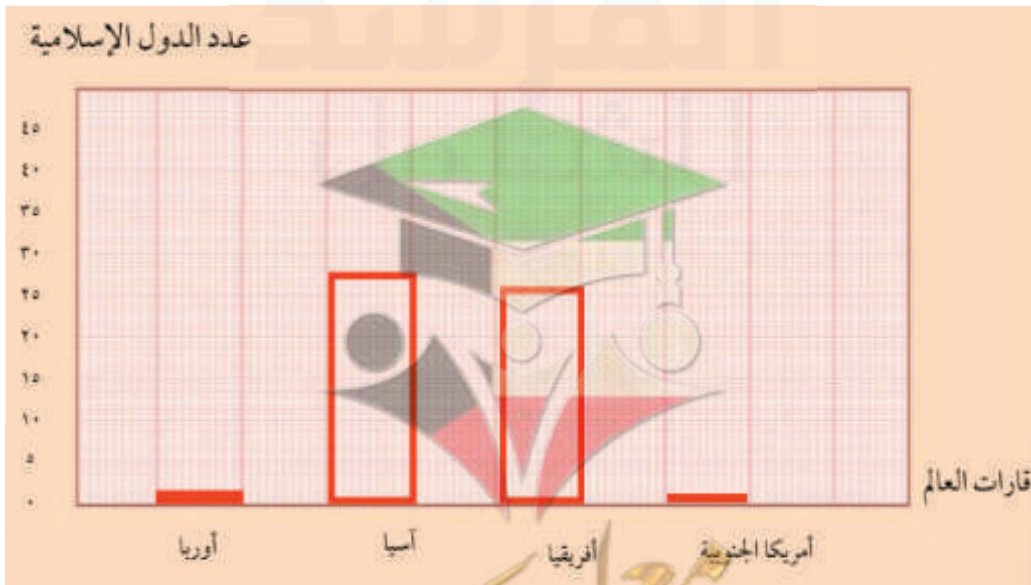 عدد الدول الإسلامية
٤٥
٤٠
٣٥
٣٠
٢٥
٢٠
١٥
١٠
٥
٠
قارات العالم
أوربا
آسيا
أفريقيا
أمريكا الجنوبية